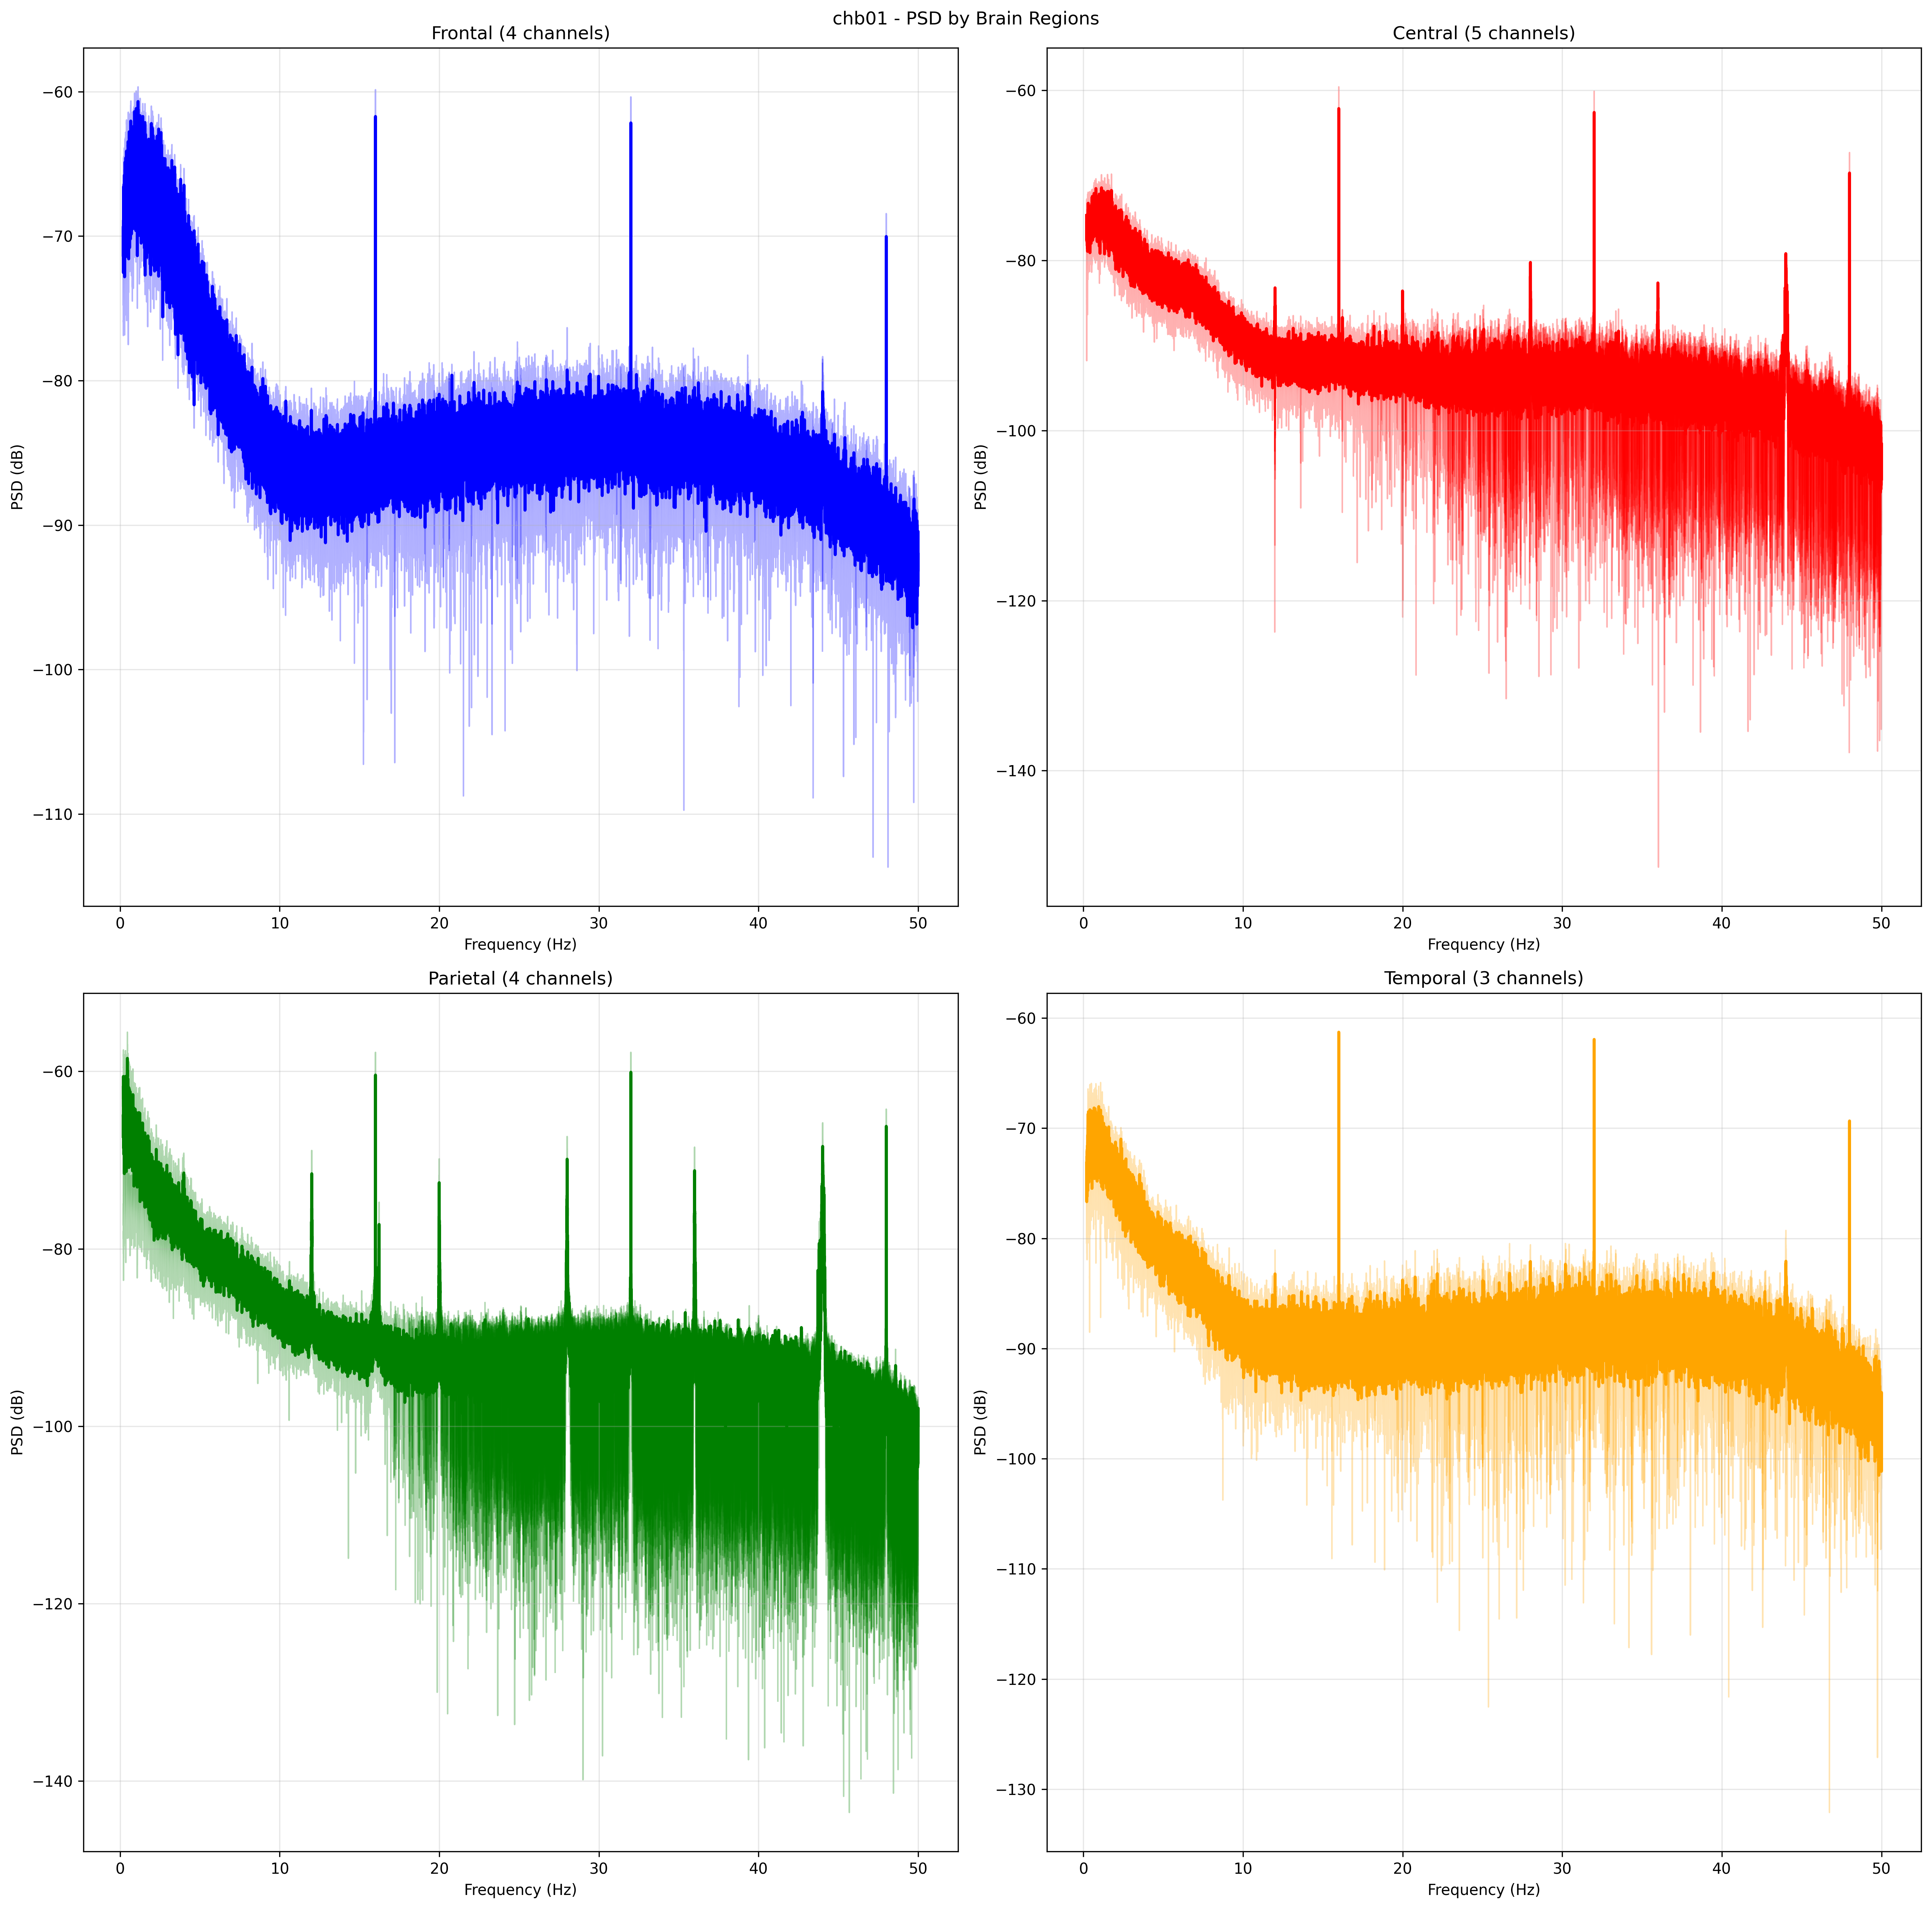 chb01 - PSD by Brain Regions
Frontal (4 channels)
−60
−70
−80
−90
−100
−110
PSD (dB)
0 10 20 30 40 50
Frequency (Hz)
Central (5 channels)
−60
−80
−100
−120
−140
PSD (dB)
0 10 20 30 40 50
Frequency (Hz)
Parietal (4 channels)
−60
−80
−100
−120
−140
PSD (dB)
0 10 20 30 40 50
Frequency (Hz)
Temporal (3 channels)
−60
−70
−80
−90
−100
−110
−120
−130
PSD (dB)
0 10 20 30 40 50
Frequency (Hz)